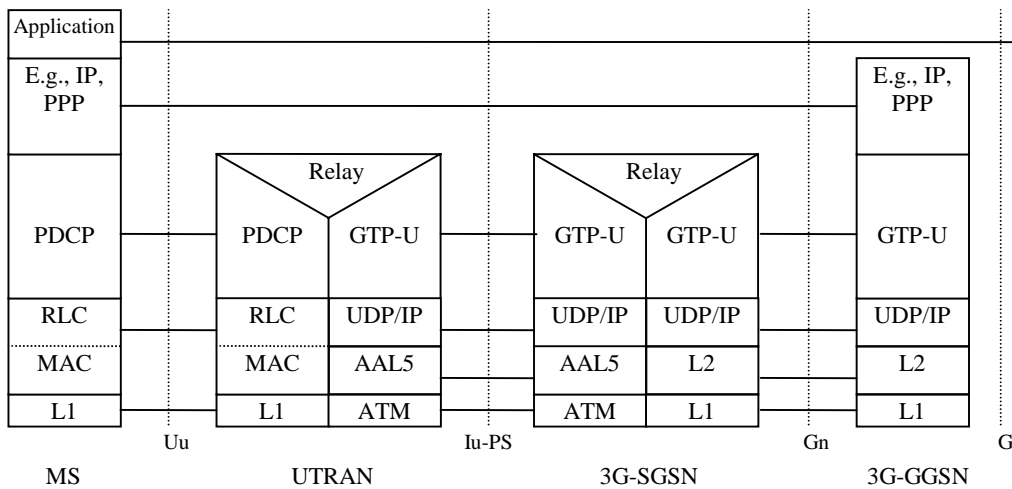 Application
E.g., IP,
PPP
E.g., IP,
PPP
Relay
Relay
PDCP
PDCP
GTP-U
GTP-U
GTP-U
GTP-U
RLC
RLC
UDP/IP
UDP/IP
UDP/IP
UDP/IP
MAC
MAC
AAL5
AAL5
L2
L2
L1
L1
ATM
ATM
L1
L1
Uu
Iu-PS
Gn
G
MS
UTRAN
3G-SGSN
3G-GGSN